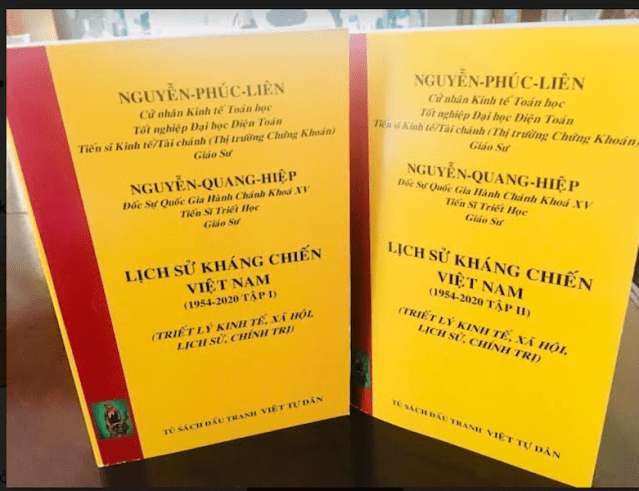 NGUYỄN-PHÚC-LIÊN
Cử nhân Kinh tế Toán học
Tốt nghiệp Đại học Điện Toán
Tiến sĩ Kinh tế/Tài chánh (Thị trường Chứng Khoán)
Giáo Sư
NGUYỄN-QUANG-HIỆP
Đốc Sự Quốc Gia Hành Chánh Khoá XV
Tiến Sĩ Triết Học
Giáo Sư
LỊCH SỬ KHÁNG CHIẾN
VIỆT NAM
(1954-2020 TẬP I)
(TRIẾT LÝ KINH TẾ, XÃ HỘI,
LỊCH SỬ, CHÍNH TRỊ)
TỦ SÁCH ĐẤU TRANH VIỆT TỰ DÂN
NGUYỄN-PHÚC-LIÊN
Cử nhân Kinh tế Toán học
Tốt nghiệp Đại học Điện Toán
Tiến sĩ Kinh tế/Tài chánh (Thị trường Chứng Khoán)
Giáo Sư
NGUYỄN-QUANG-HIỆP
Đốc Sự Quốc Gia Hành Chánh Khoá XV
Tiến Sĩ Triết Học
Giáo Sư
LỊCH SỬ KHÁNG CHIẾN
VIỆT NAM
(1954-2020 TẬP II)
(TRIẾT LÝ KINH TẾ, XÃ HỘI,
LỊCH SỬ, CHÍNH TRỊ)
TỦ SÁCH ĐẤU TRANH VIỆT TỰ DÂN